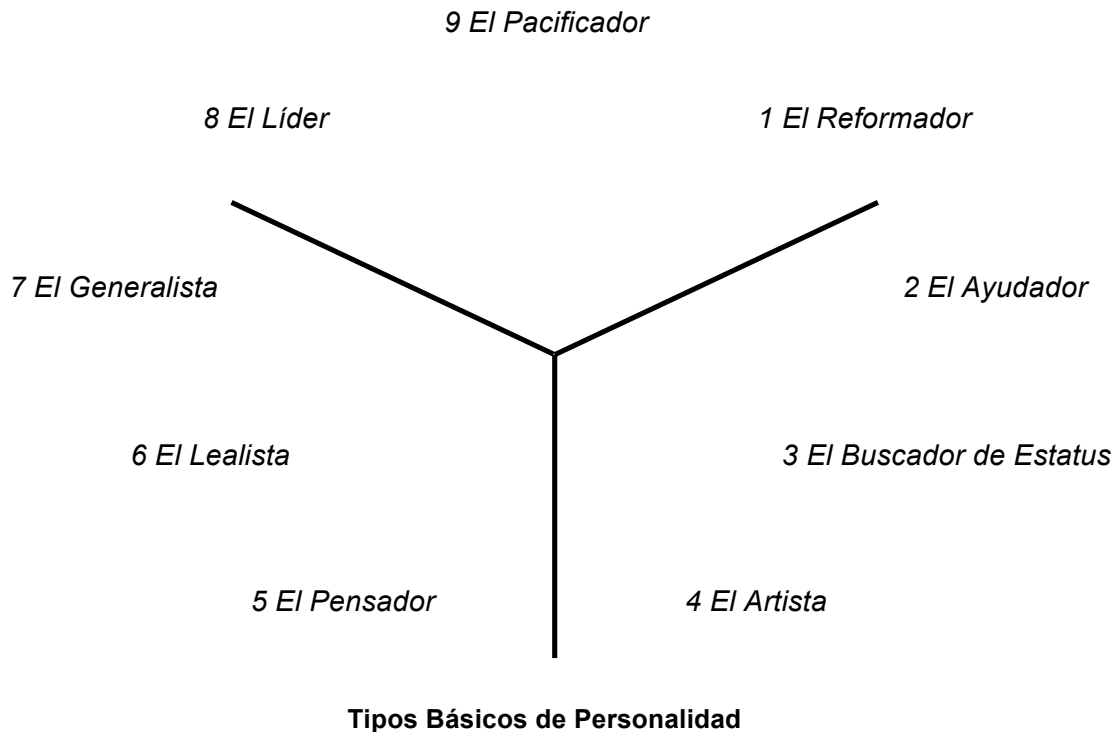 9 El Pacificador
8 El Líder
1 El Reformador
7 El Generalista
2 El Ayudador
6 El Lealista
3 El Buscador de Estatus
5 El Pensador
4 El Artista
Tipos Básicos de Personalidad